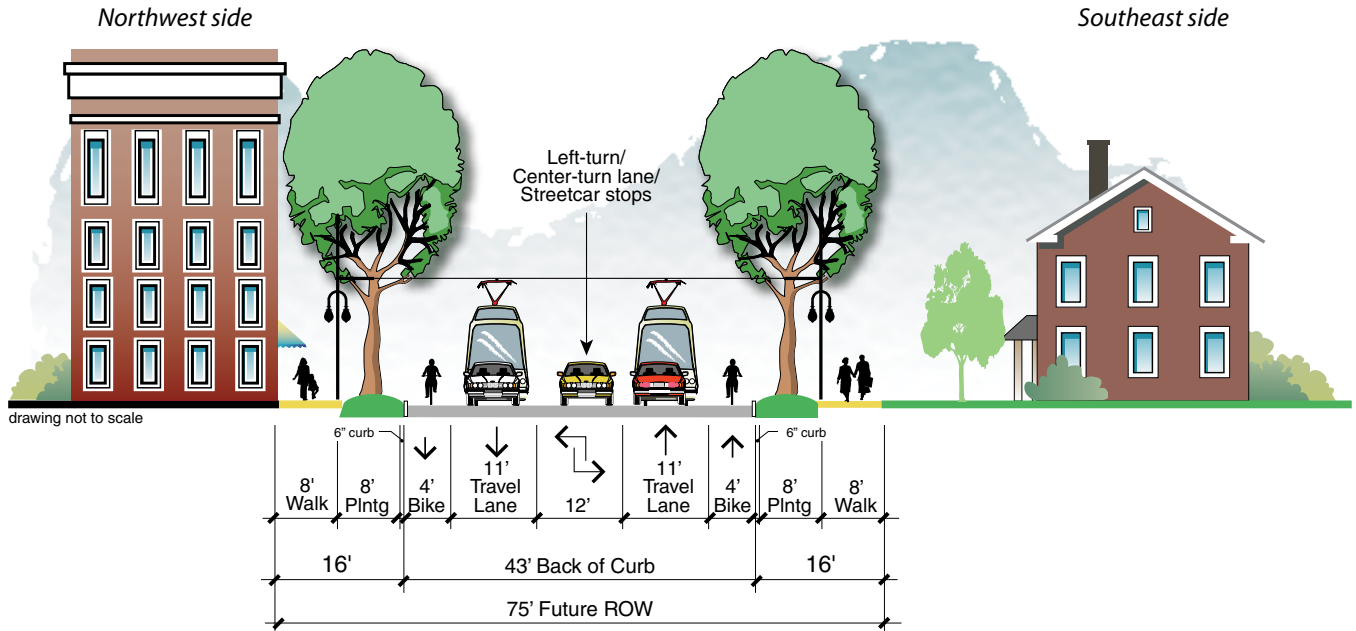 Northwest side
Southeast side
Left-turn/
Center-turn lane/
Streetcar stops
drawing not to scale
6” curb
6” curb
8' Walk
8’ Plntg
4’ Bike
11’ Travel Lane
12’
11’ Travel Lane
4’ Bike
8’ Plntg
8’ Walk
16'
43’ Back of Curb
16'
75’ Future ROW